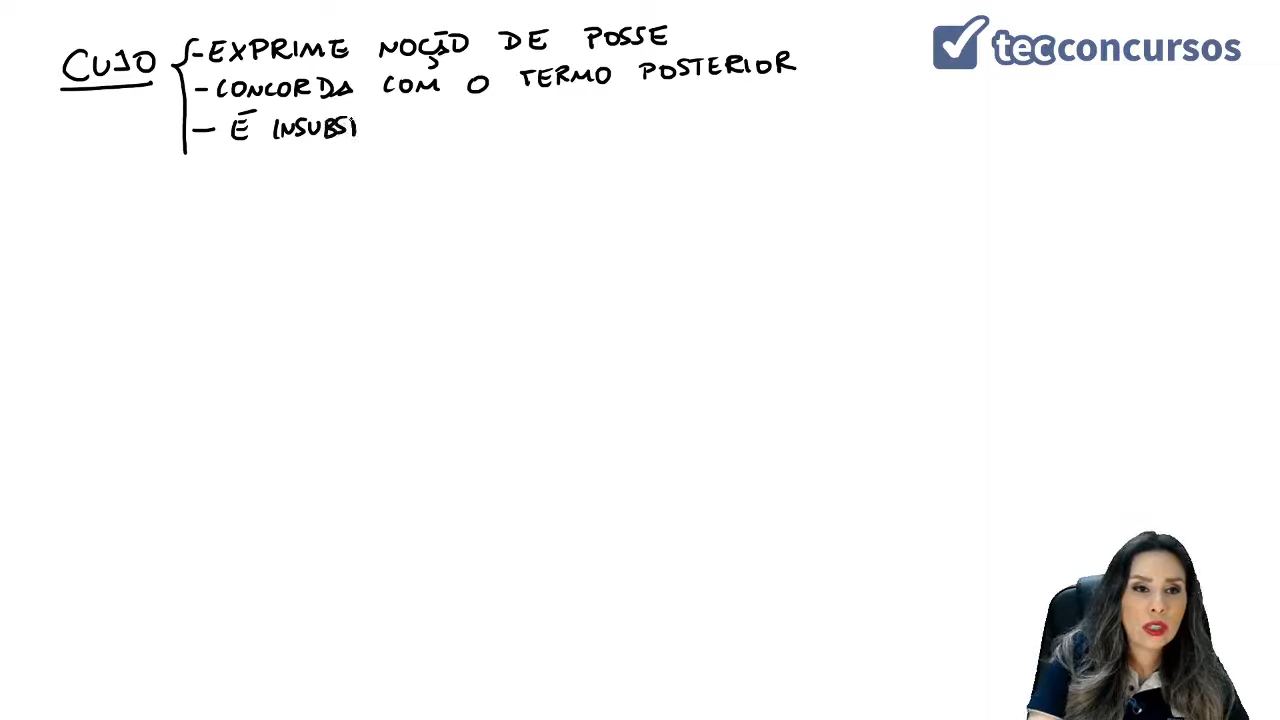 CUJO
- EXPRIME NOÇÃO DE POSSE
- CONCORDA COM O TERMO POSTERIOR
- É INSUBSI
tecconcursos